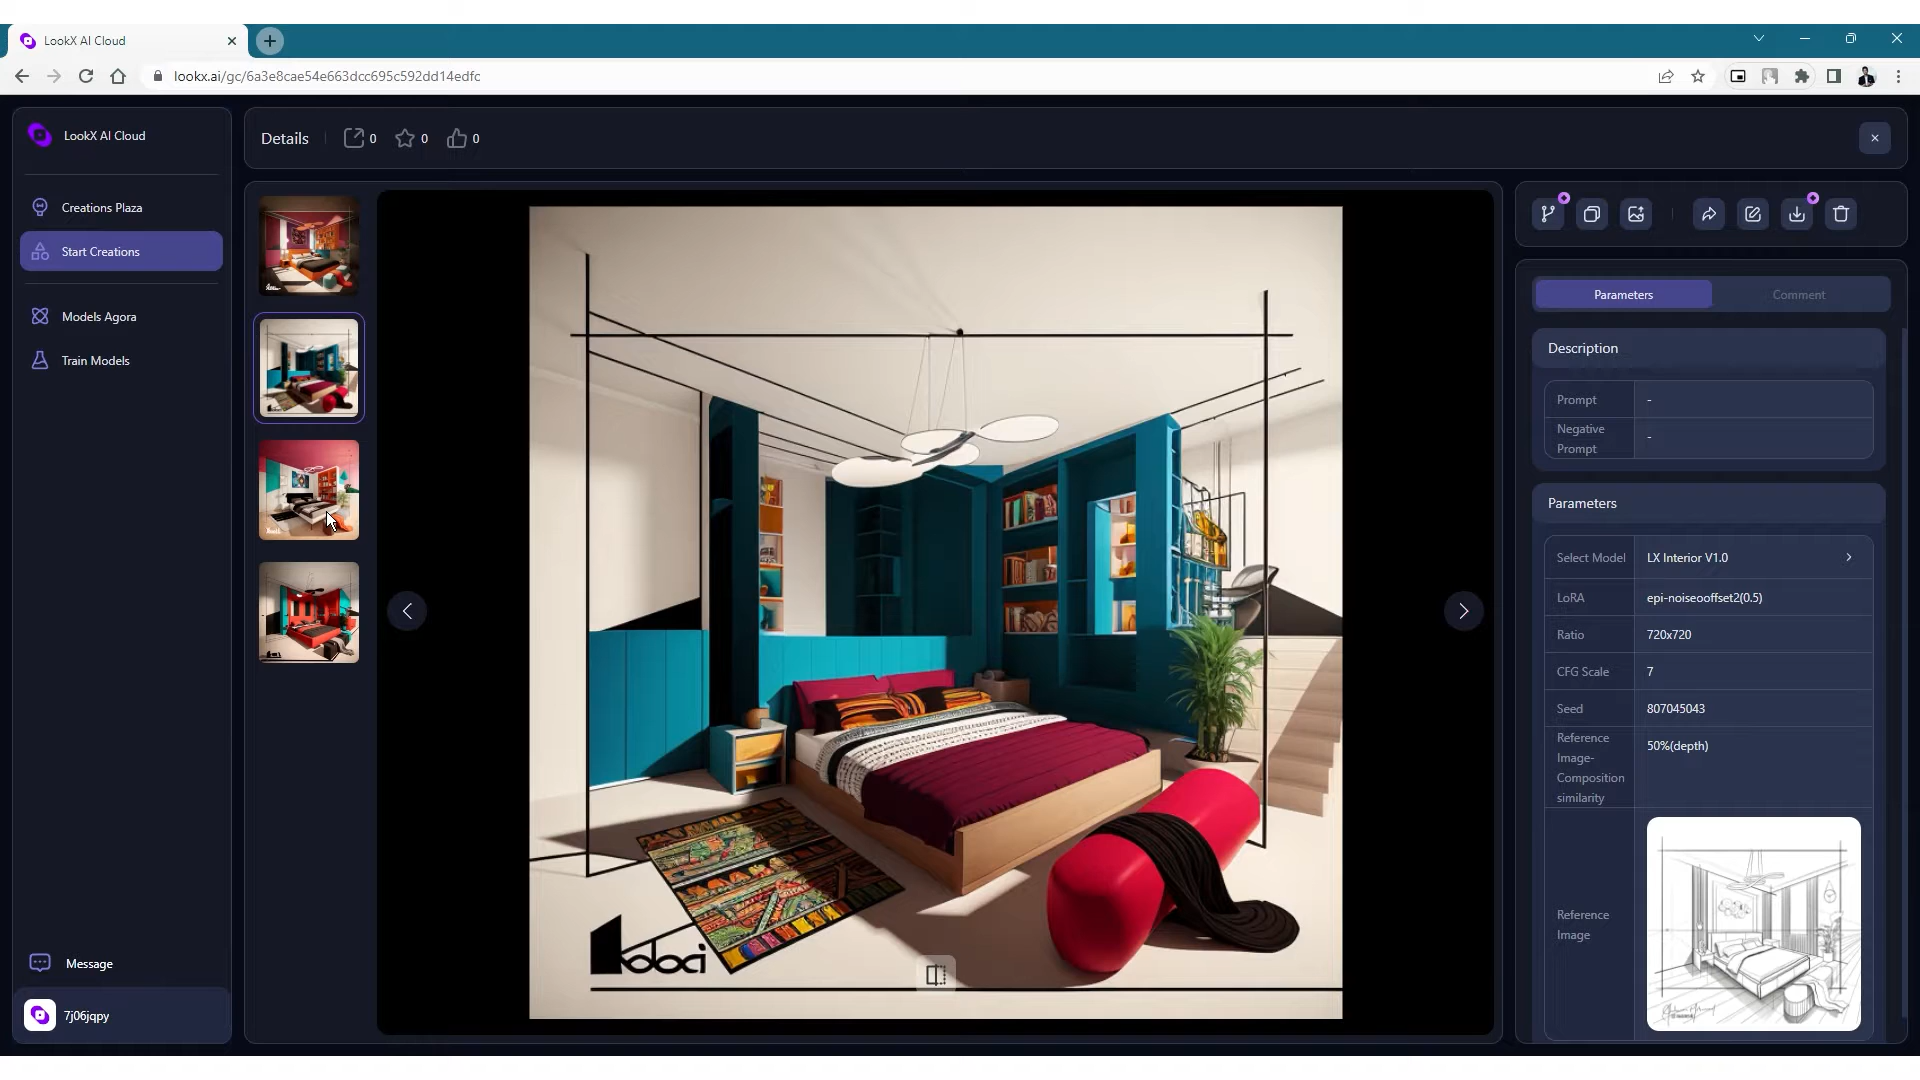 LookX AI Cloud
lookx.ai/gc/6a3e8cae54e663dcc695c592dd14edfc
LookX AI Cloud
Details
0
0
0
Creations Plaza
Start Creations
Models Agora
Train Models
Parameters
Comment
Description
Prompt
-
Negative
Prompt
-
Parameters
Select Model
LX Interior V1.0
LoRA
epi-noiseooffset2(0.5)
Ratio
720x720
CFG Scale
7
Seed
807045043
Reference
Image-
Composition
similarity
50%(depth)
Reference
Image
Message
7j06jqpy